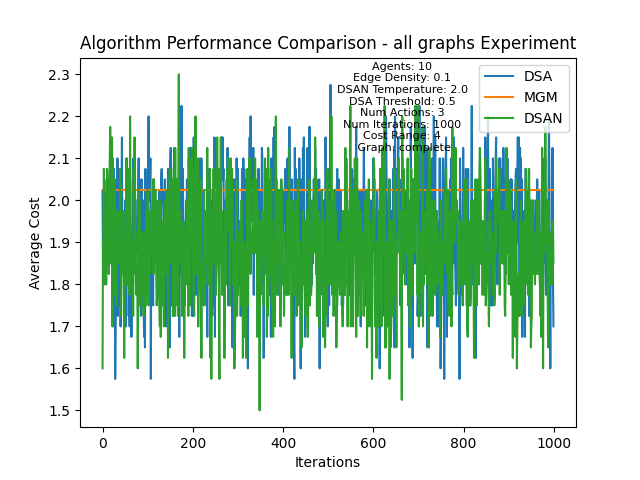 Algorithm Performance Comparison - all graphs Experiment
Agents: 10
Edge Density: 0.1
DSAN Temperature: 2.0
DSA Threshold: 0.5
Num Actions: 3
Num Iterations: 1000
Cost Range: 4
Graph: complete
DSA
MGM
DSAN
Average Cost
2.3
2.2
2.1
2.0
1.9
1.8
1.7
1.6
1.5
0
200
400
600
800
1000
Iterations